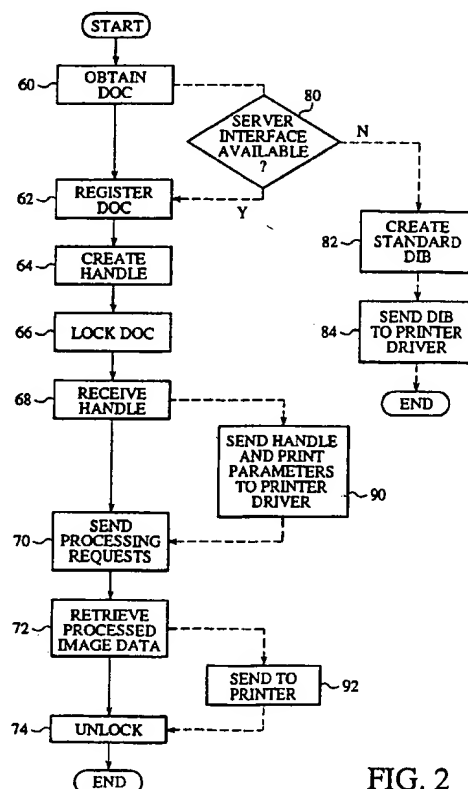 START
60
OBTAIN
DOC
80
SERVER
INTERFACE
AVAILABLE
?
N
Y
62
REGISTER
DOC
82
CREATE
STANDARD
DIB
64
CREATE
HANDLE
84
SEND DIB
TO PRINTER
DRIVER
66
LOCK DOC
END
68
RECEIVE
HANDLE
SEND HANDLE
AND PRINT
PARAMETERS
TO PRINTER
DRIVER
90
70
SEND
PROCESSING
REQUESTS
72
RETRIEVE
PROCESSED
IMAGE DATA
SEND TO
PRINTER
92
74
UNLOCK
END
FIG. 2